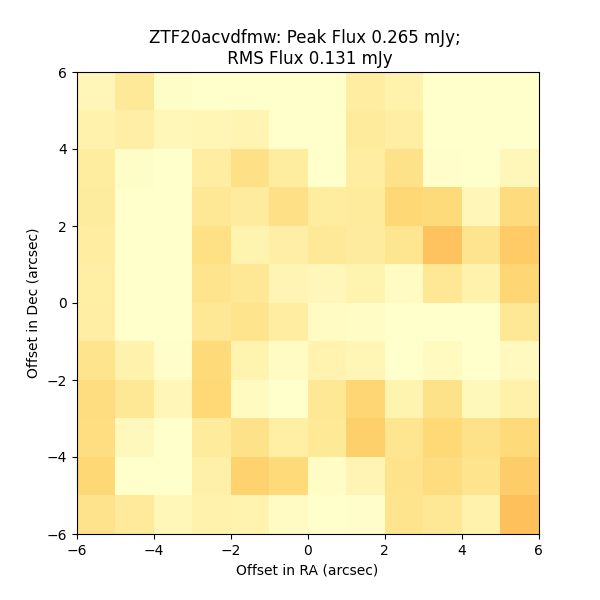 ZTF20acvdfmw: Peak Flux 0.265 mJy;
RMS Flux 0.131 mJy
6
4
2
0
−2
−4
−6
Offset in Dec (arcsec)
−6 −4 −2 0 2 4 6
Offset in RA (arcsec)